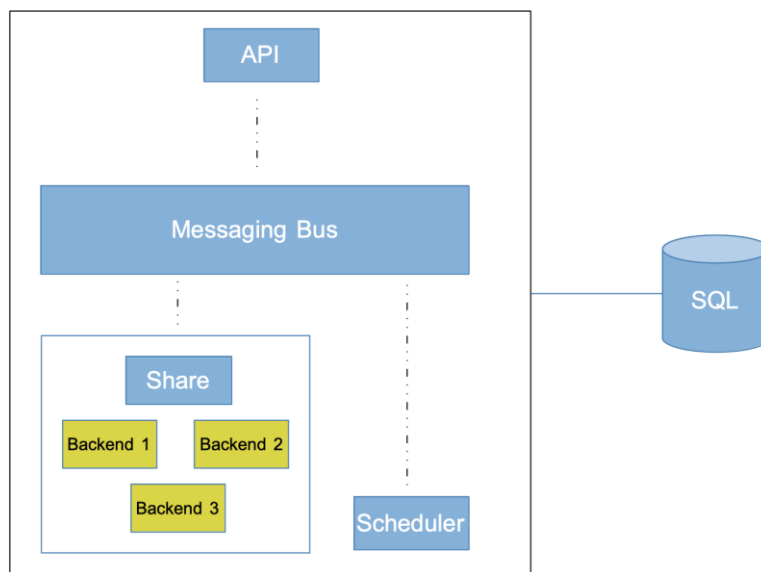 API
Messaging Bus
SQL
Share
Backend 1
Backend 2
Backend 3
Scheduler